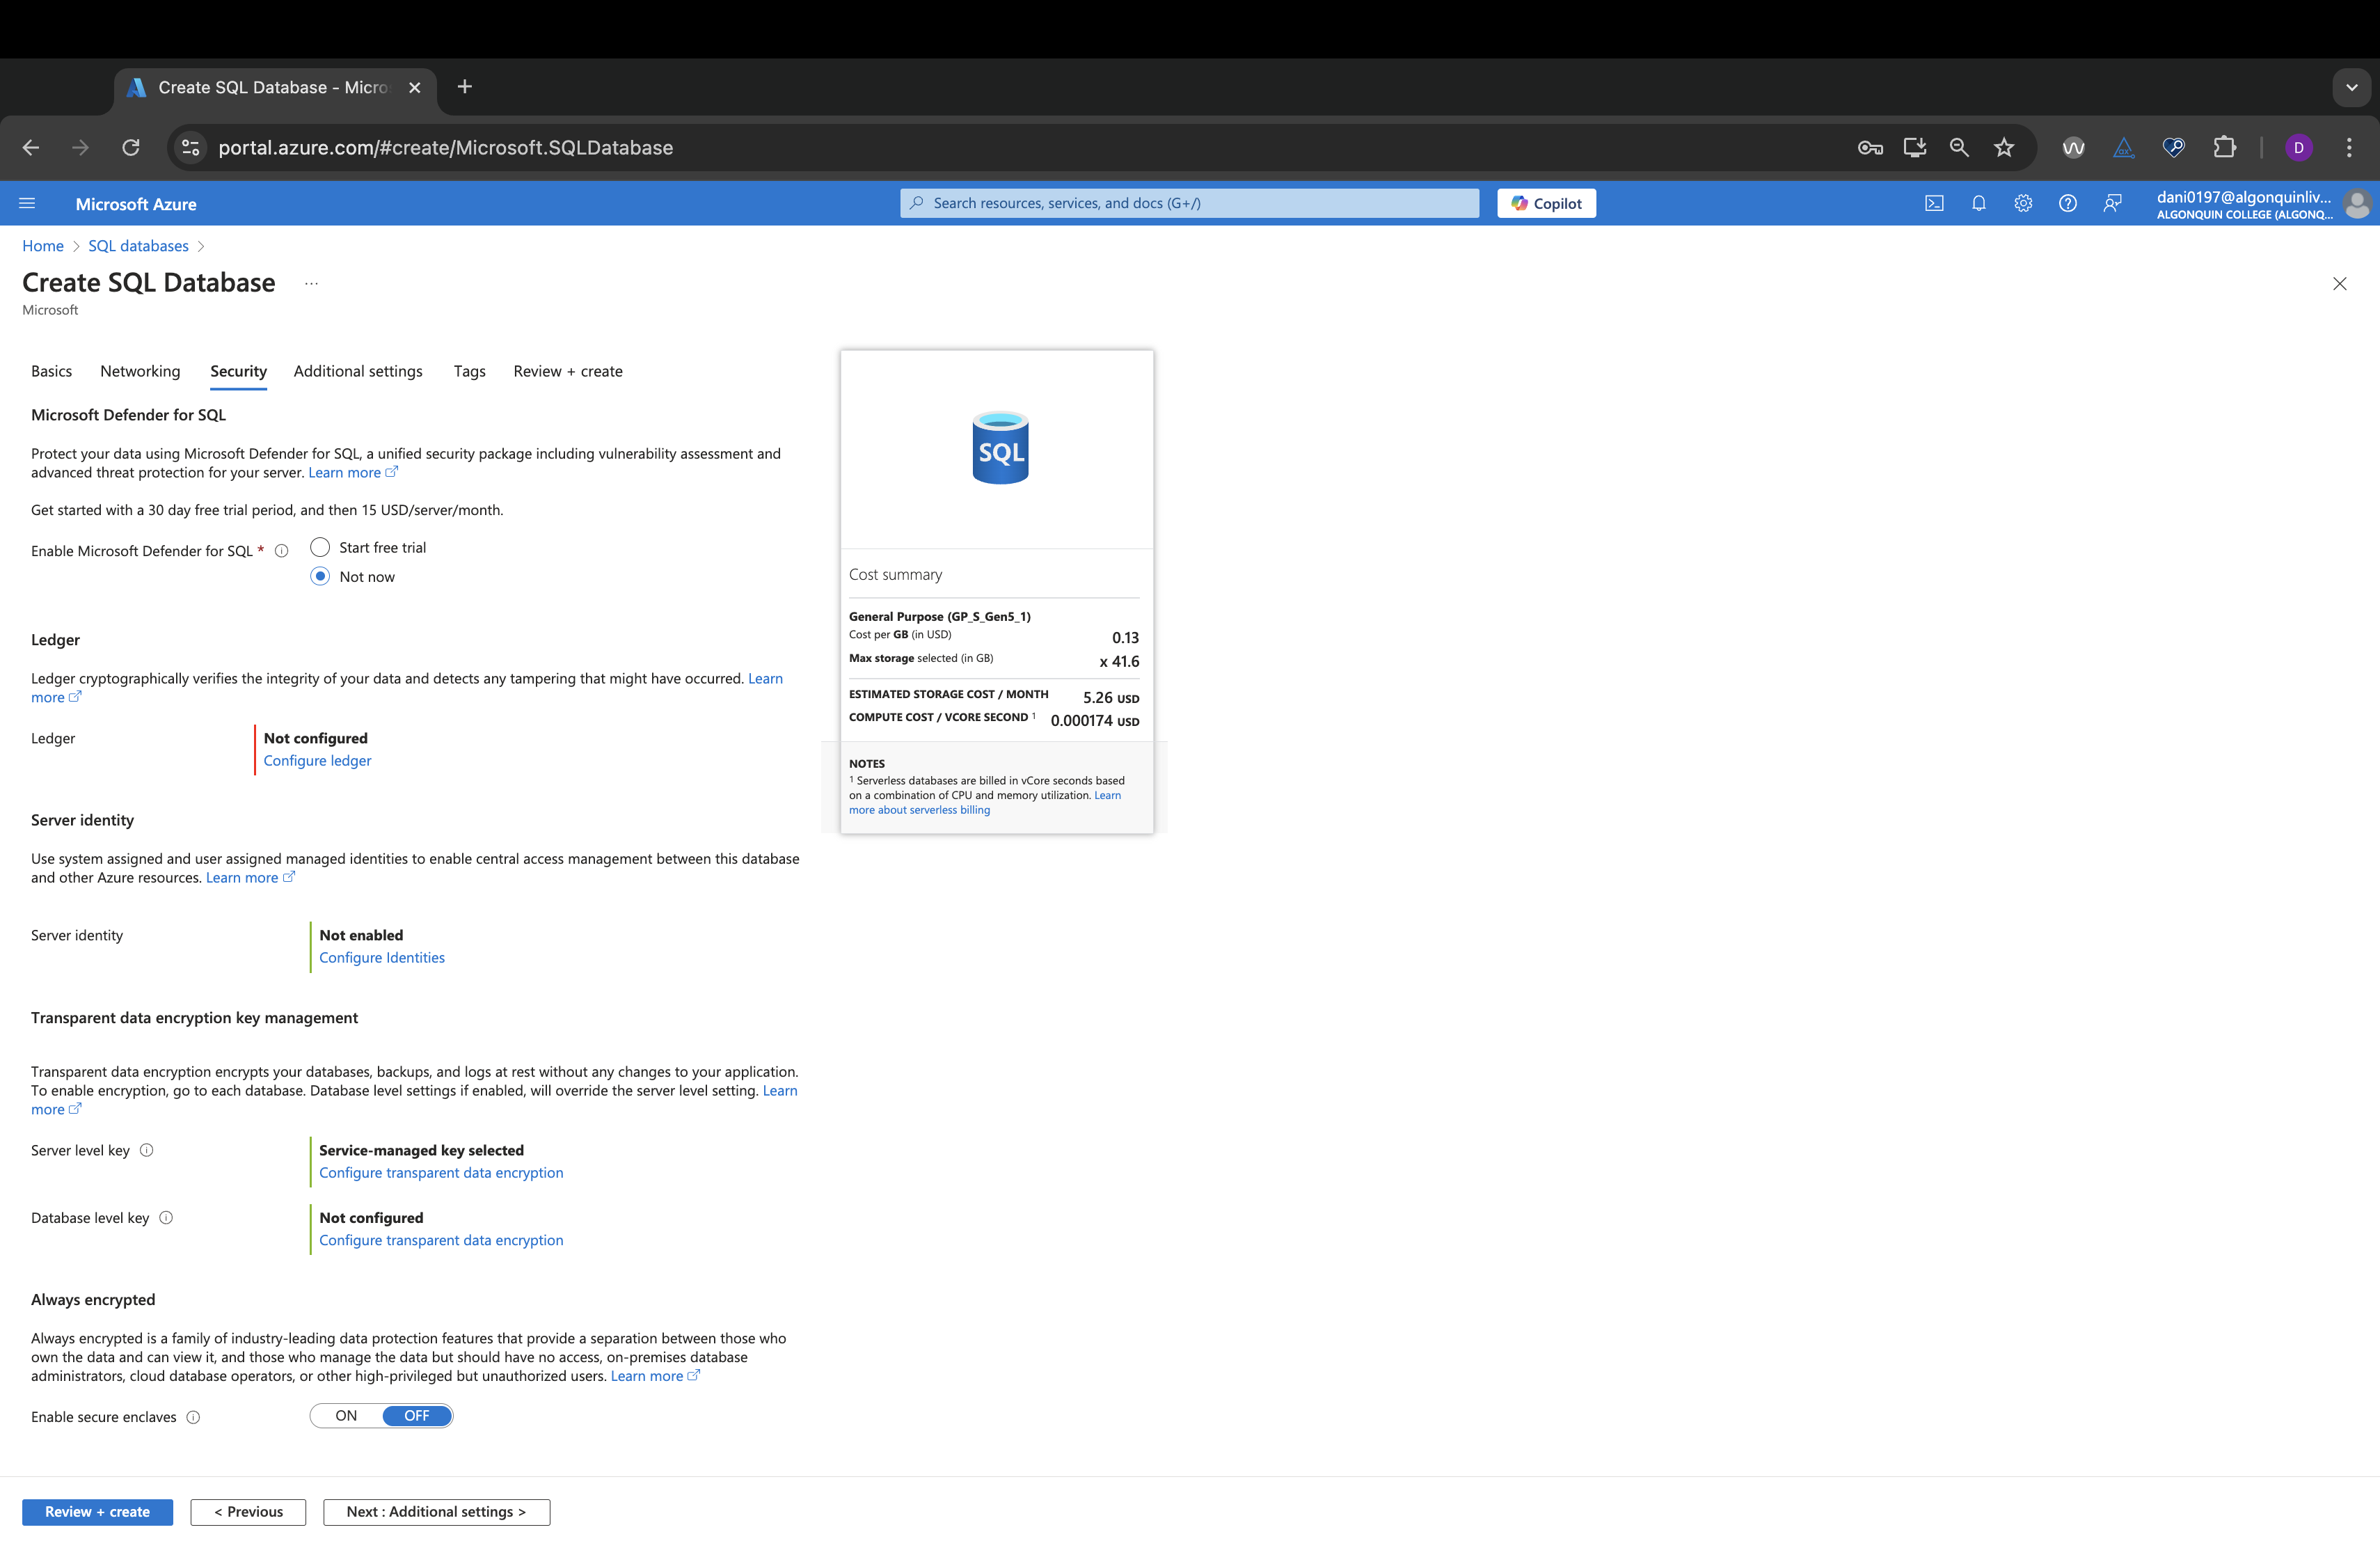 Create SQL Database - Micro
portal.azure.com/#create/Microsoft.SQLDatabase
D
Microsoft Azure
Search resources, services, and docs (G+/)
Copilot
dani0197@algonquinliv...
ALGONQUIN COLLEGE (ALGONQ...
Home > SQL databases >
Create SQL Database ...
Microsoft
Basics Networking Security Additional settings Tags Review + create
Microsoft Defender for SQL
Protect your data using Microsoft Defender for SQL, a unified security package including vulnerability assessment and
advanced threat protection for your server. Learn more
Get started with a 30 day free trial period, and then 15 USD/server/month.
Enable Microsoft Defender for SQL *
Start free trial
Not now
Ledger
Ledger cryptographically verifies the integrity of your data and detects any tampering that might have occurred. Learn
more
Ledger
Not configured
Configure ledger
Server identity
Use system assigned and user assigned managed identities to enable central access management between this database
and other Azure resources. Learn more
Server identity
Not enabled
Configure Identities
Transparent data encryption key management
Transparent data encryption encrypts your databases, backups, and logs at rest without any changes to your application.
To enable encryption, go to each database. Database level settings if enabled, will override the server level setting. Learn
more
Server level key
Service-managed key selected
Configure transparent data encryption
Database level key
Not configured
Configure transparent data encryption
Always encrypted
Always encrypted is a family of industry-leading data protection features that provide a separation between those who
own the data and can view it, and those who manage the data but should have no access, on-premises database
administrators, cloud database operators, or other high-privileged but unauthorized users. Learn more
Enable secure enclaves
ON OFF
SQL
Cost summary
General Purpose (GP_S_Gen5_1)
Cost per GB (in USD) 0.13
Max storage selected (in GB) x 41.6
ESTIMATED STORAGE COST / MONTH 5.26 USD
COMPUTE COST / VCORE SECOND 1 0.000174 USD
NOTES
1 Serverless databases are billed in vCore seconds based
on a combination of CPU and memory utilization. Learn
more about serverless billing
Review + create < Previous Next : Additional settings >